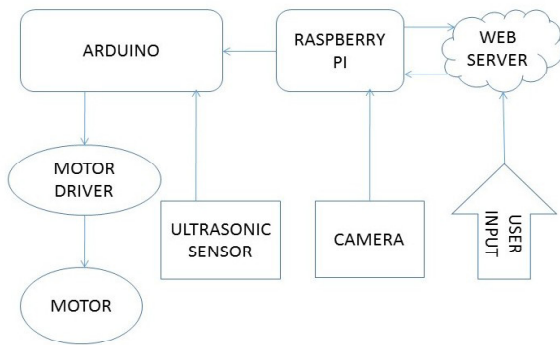 ARDUINO
RASPBERRY
PI
WEB
SERVER
MOTOR
DRIVER
ULTRASONIC
SENSOR
CAMERA
USER
INPUT
MOTOR